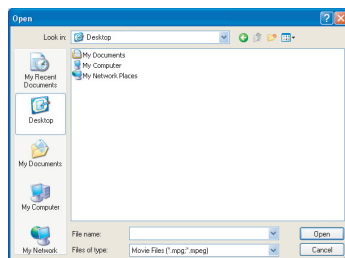 Open
Look in: Desktop
My Recent Documents
Desktop
My Documents
My Computer
My Network
My Documents
My Computer
My Network Places
File name:
Open
Files of type: Movie Files (*.mpg;*.mpeg)
Cancel